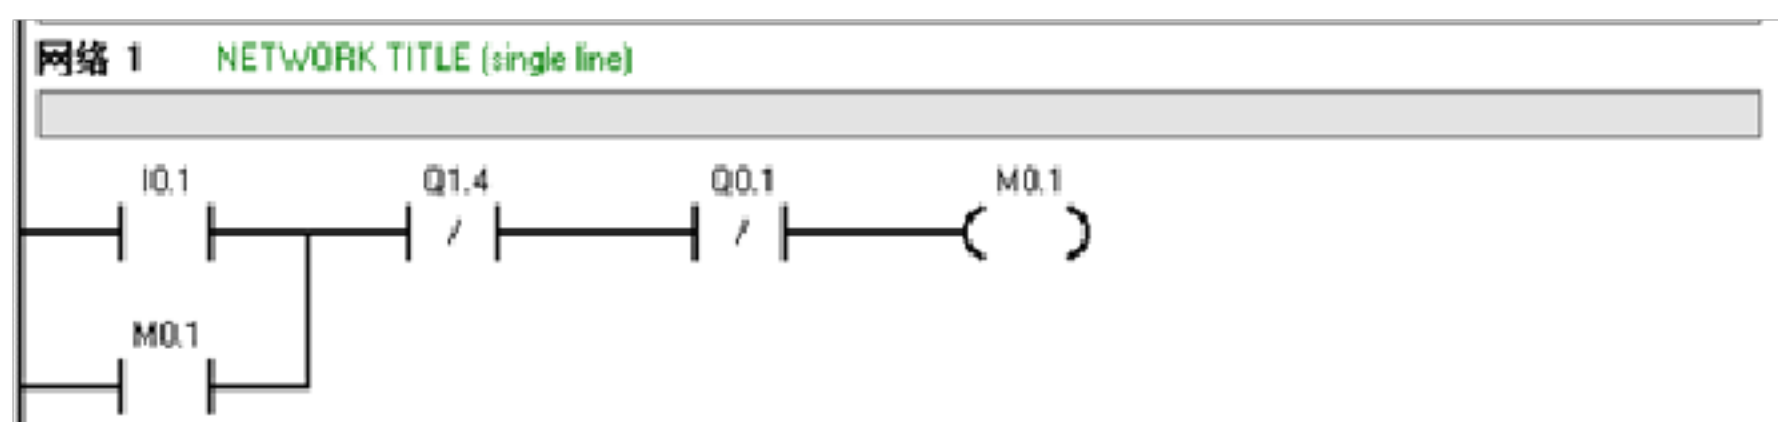 网络 1 NETWORK TITLE (single line)
I0.1 Q1.4 Q0.1 M0.1
M0.1